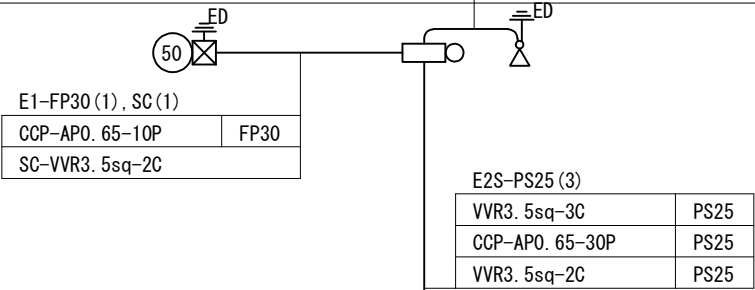 ED
ED
50
E1-FP30(1),SC(1)
CCP-AP0.65-10P FP30
SC-VVR3.5sq-2C
E2S-PS25(3)
VVR3.5sq-3C PS25
CCP-AP0.65-30P PS25
VVR3.5sq-2C PS25